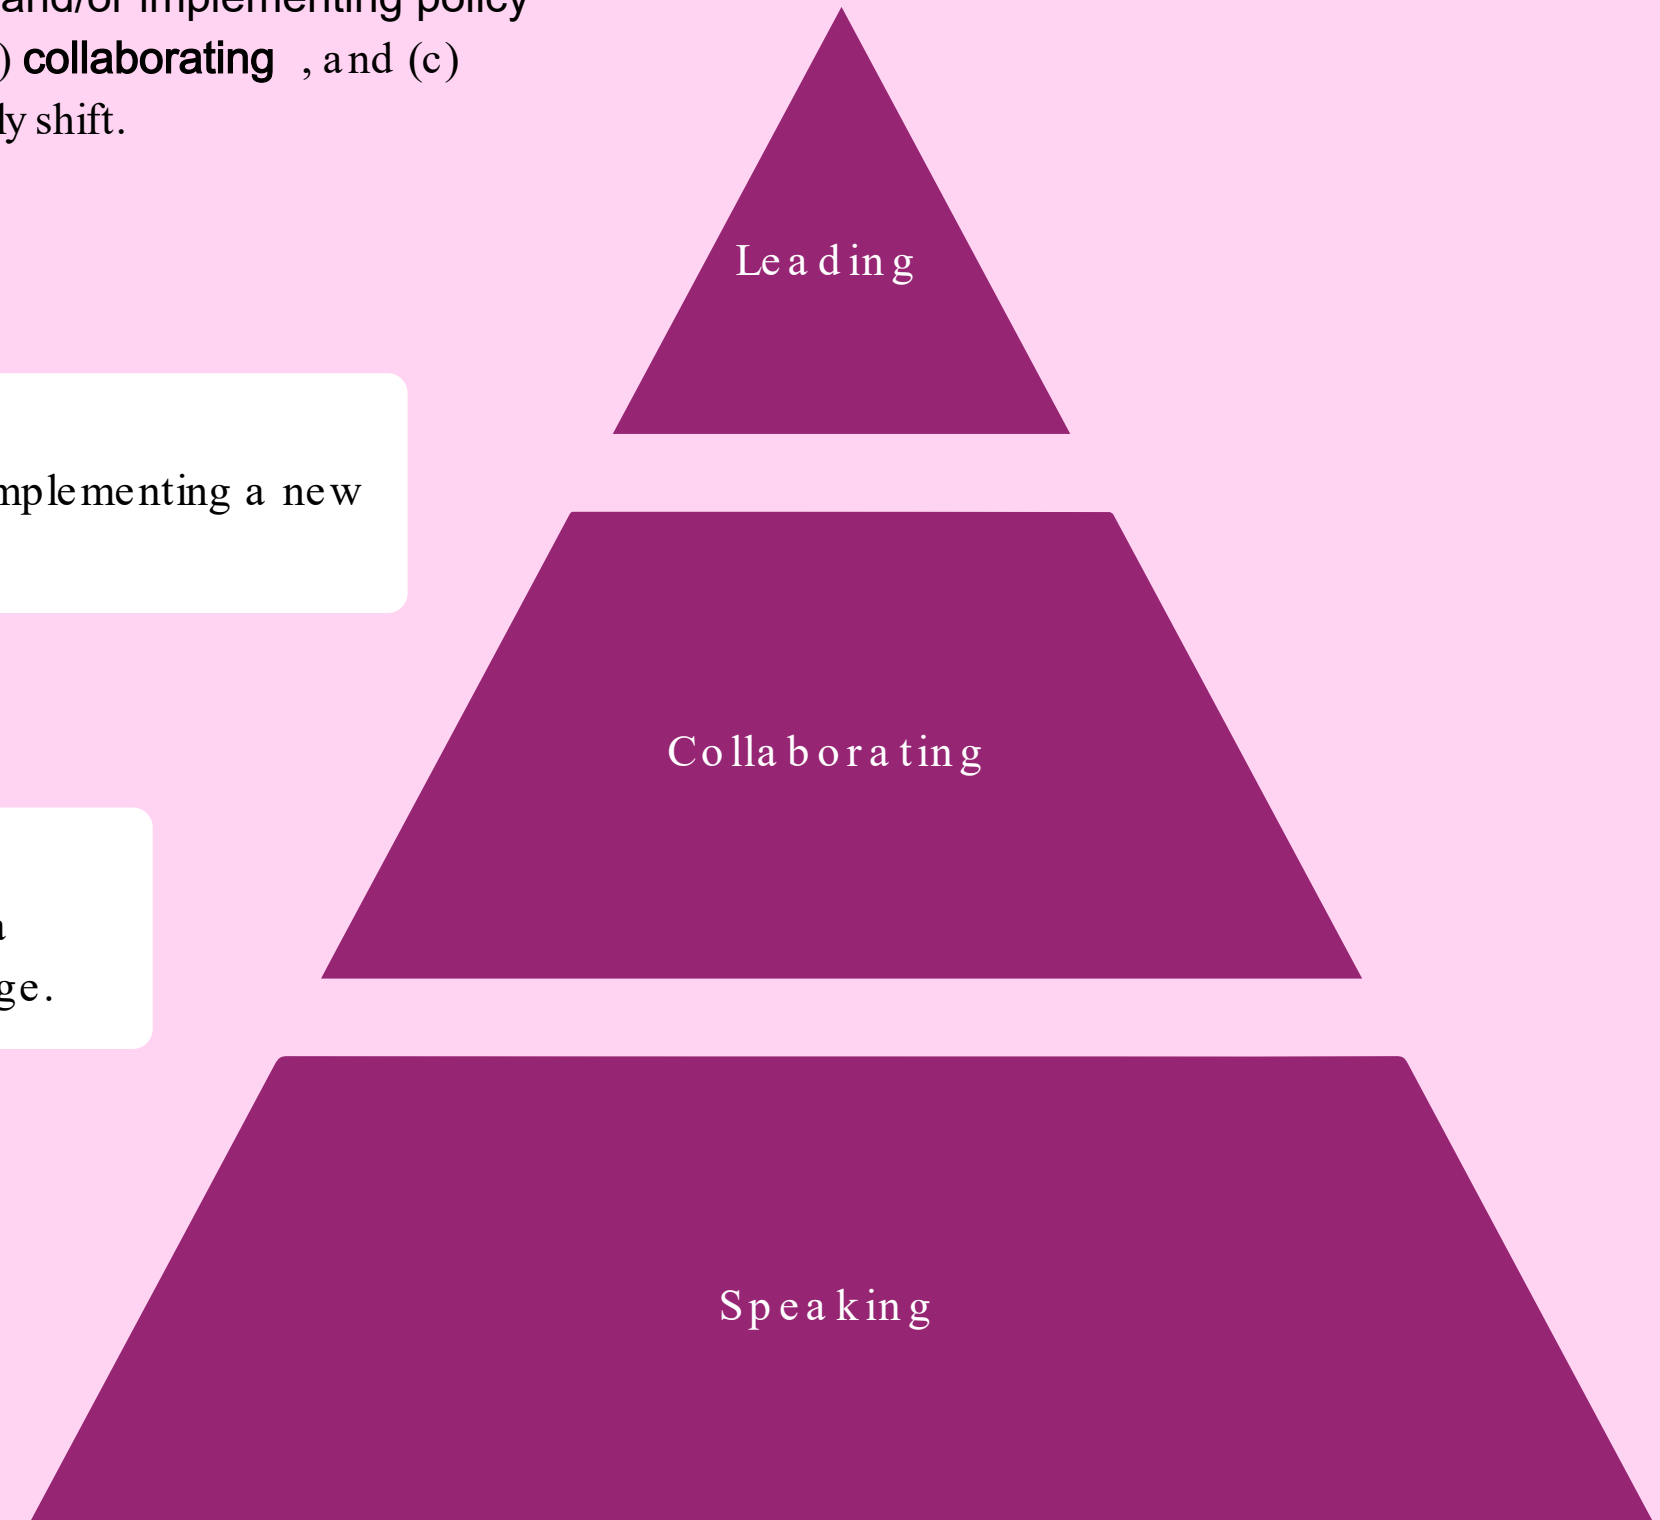 and/or implementing policy
) collaborating , and (c)
ly shift.
Leading
mplementing a new
Collaborating
a
ge.
Speaking